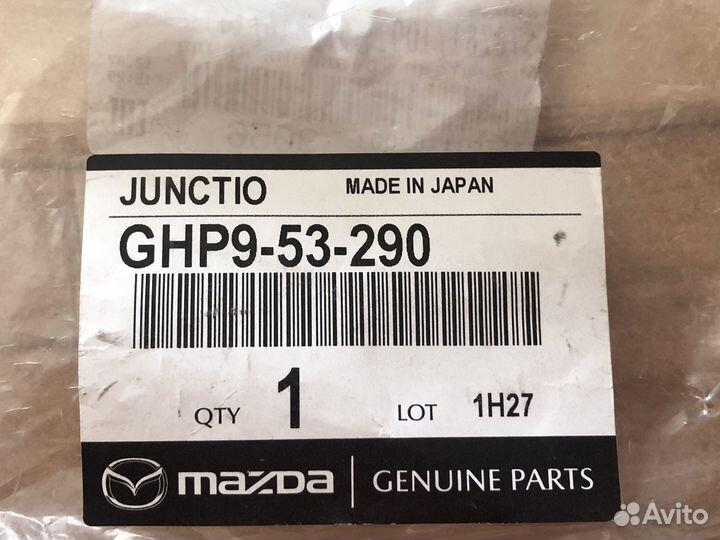 JUNCTIO MADE IN JAPAN
GHP9-53-290
QTY 1 LOT 1H27
mazda GENUINE PARTS
Avito